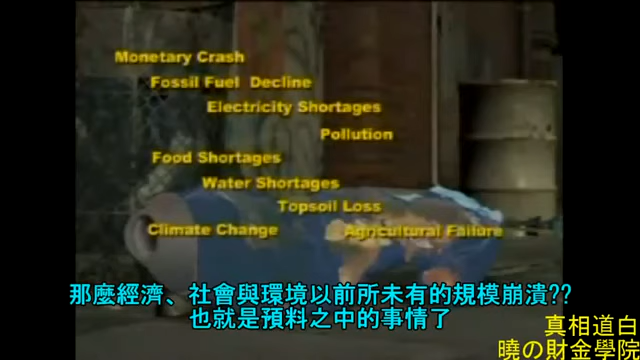 Monetary Crash
Fossil Fuel Decline
Electricity Shortages
Pollution
Food Shortages
Water Shortages
Topsoil Loss
Climate Change
Agricultural Failure
那麼經濟、社會與環境以前所未有的規模崩潰??
也就是預料之中的事情了
真相道白
曉の財金學院